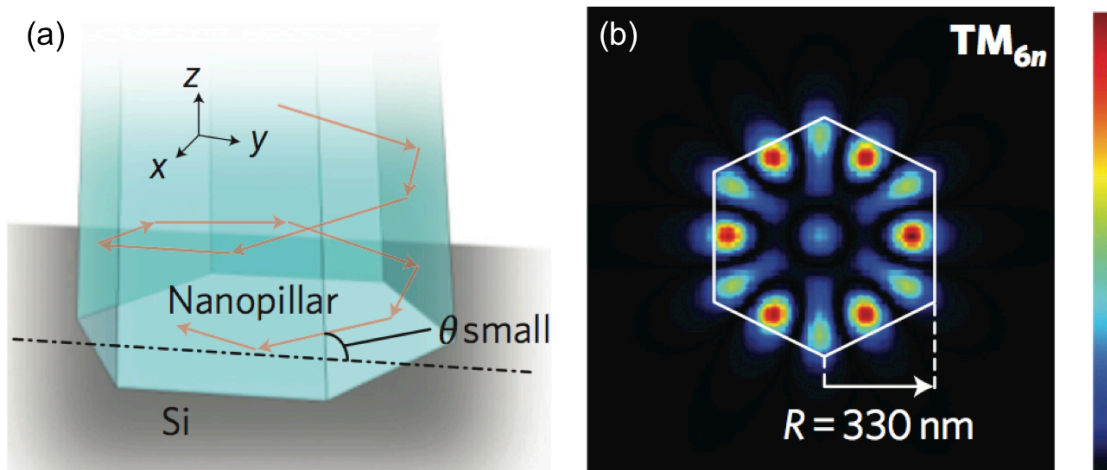 (a)
z
y
x
Nanopillar
θ small
Si
(b)
TM6n
R = 330 nm